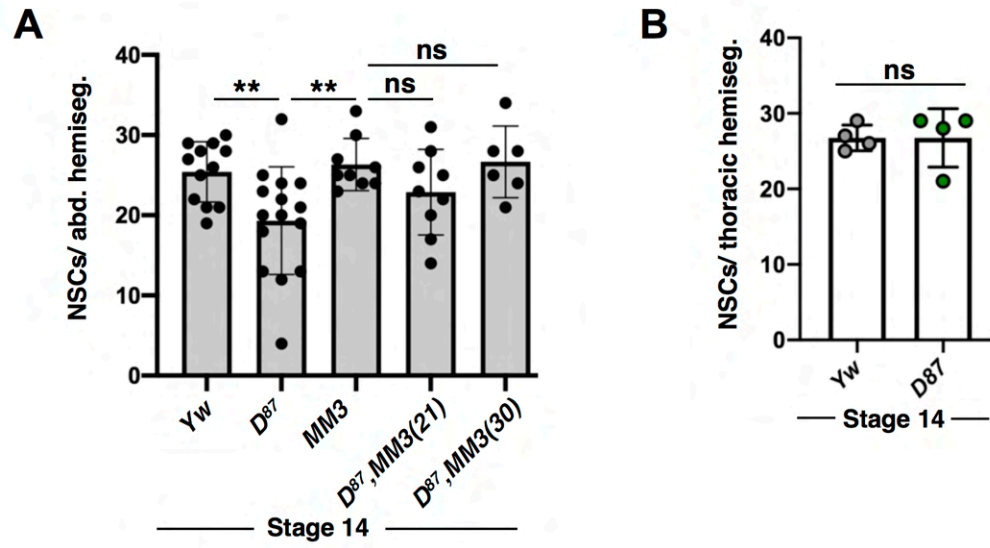 A
NSCs/ abd. hemiseg.
40
30
20
10
0
**
**
ns
ns
Yw
D87
MM3
D87,MM3(21)
D87,MM3(30)
Stage 14
B
NSCs/ thoracic hemiseg.
40
30
20
10
0
ns
Yw
D87
Stage 14